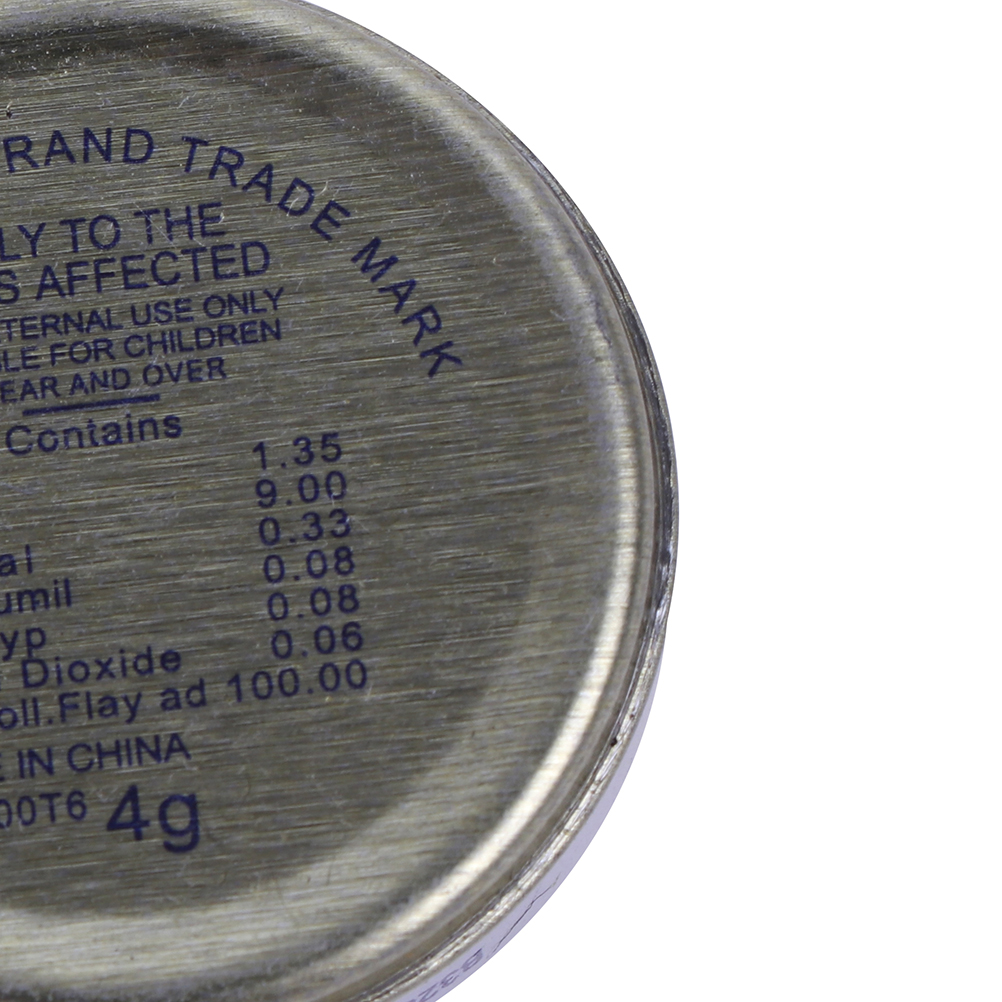 RAND TRADE MARK
LY TO THE
S AFFECTED
TERNAL USE ONLY
LE FOR CHILDREN
EAR AND OVER
Contains
1.35
9.00
0.33
al 0.08
umil 0.08
yp 0.06
Dioxide
oll.Flay ad 100.00
E IN CHINA
00T6 4g